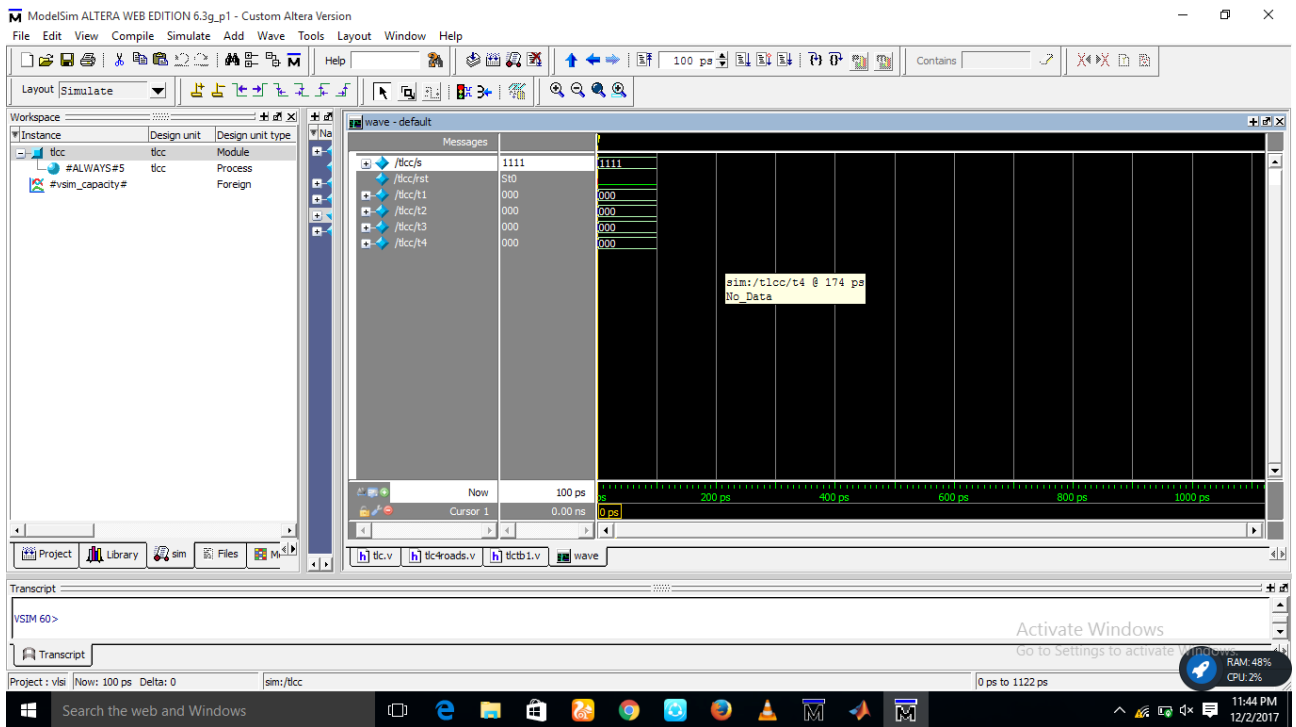 ModelSim ALTERA WEB EDITION 6.3g_p1 - Custom Altera Version
File Edit View Compile Simulate Add Wave Tools Layout Window Help
Help 100 ps Contains
Layout Simulate
Workspace
Instance Design unit Design unit type
tlcc tlcc Module
#ALWAYS#5 tlcc Process
#vsim_capacity# Foreign
Na
wave - default
Messages
/tlcc/s 1111 1111
/tlcc/rst St0
/tlcc/t1 000 000
/tlcc/t2 000 000
/tlcc/t3 000 000
/tlcc/t4 000 000
sim:/tlcc/t4 @ 174 ps
No_Data
Now 100 ps ps 200 ps 400 ps 600 ps 800 ps 1000 ps
Cursor 1 0.00 ns 0 ps
Project Library sim Files M
tlc.v tlc4roads.v tlctb1.v wave
Transcript
VSIM 60>
Transcript
Activate Windows
Go to Settings to activate Windows.
RAM: 48%
CPU: 2%
Project : vlsi Now: 100 ps Delta: 0 sim:/tlcc 0 ps to 1122 ps
Search the web and Windows
11:44 PM
12/2/2017